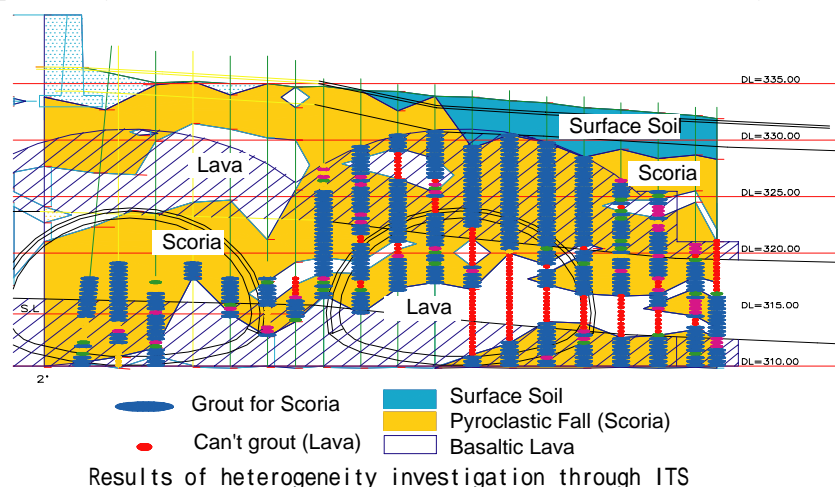 DL=335.00
Surface Soil
DL=330.00
Lava
Scoria
DL=325.00
Scoria
DL=320.00
S.L
Lava
DL=315.00
2'
DL=310.00
Grout for Scoria
Surface Soil
Pyroclastic Fall (Scoria)
Can't grout (Lava)
Basaltic Lava
Results of heterogeneity investigation through ITS